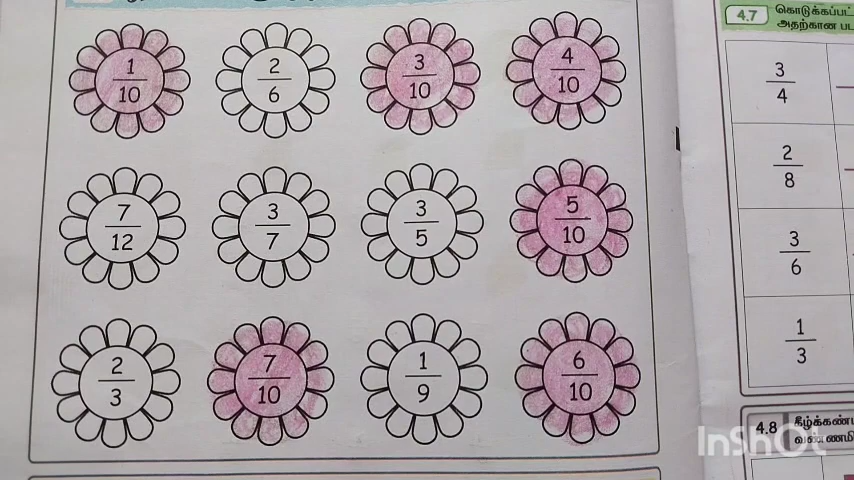 1/10 2/6 3/10 4/10
7/12 3/7 3/5 5/10
2/3 7/10 1/9 6/10
4.7 கொடுக்கப்பட்
அதற்கான பட
3/4
2/8
3/6
1/3
4.8 கீழ்க்கண்
வண்ணமி
InShOt